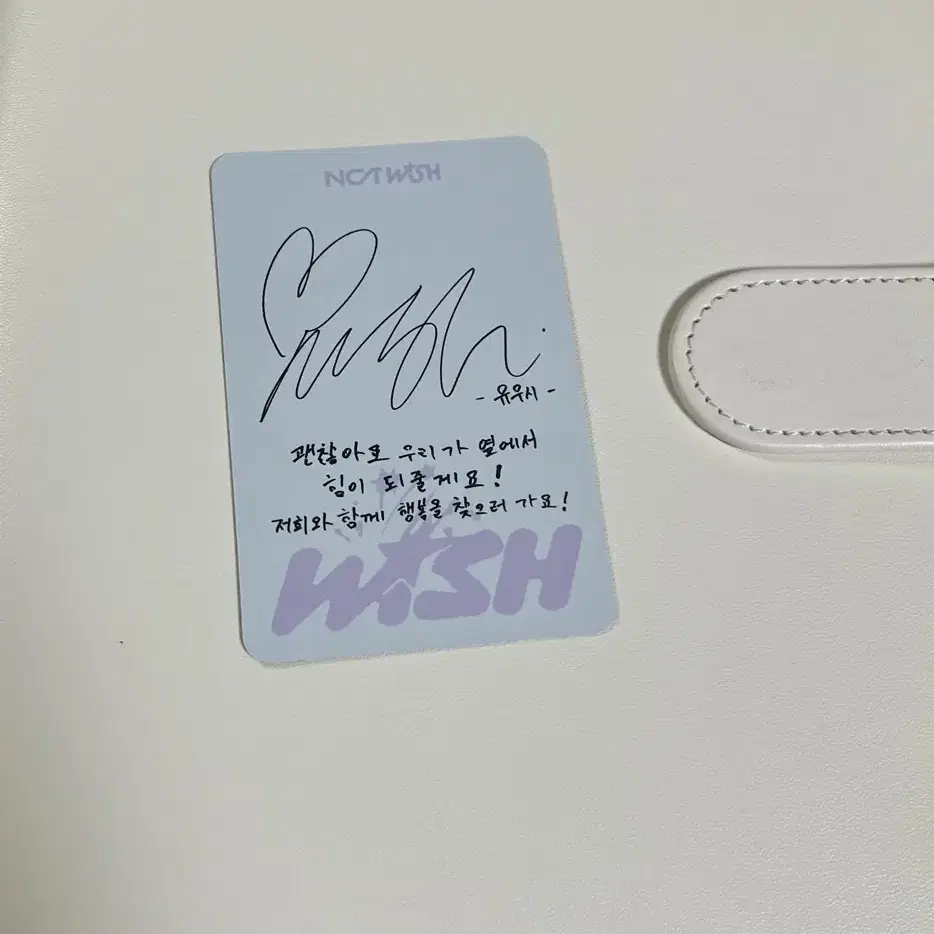 NCT WISH
Yushi
- 유우시 -
괜찮아요 우리가 옆에서
힘이 되줄게요!
저희와 함께 행복을 찾으러 가요!
WISH